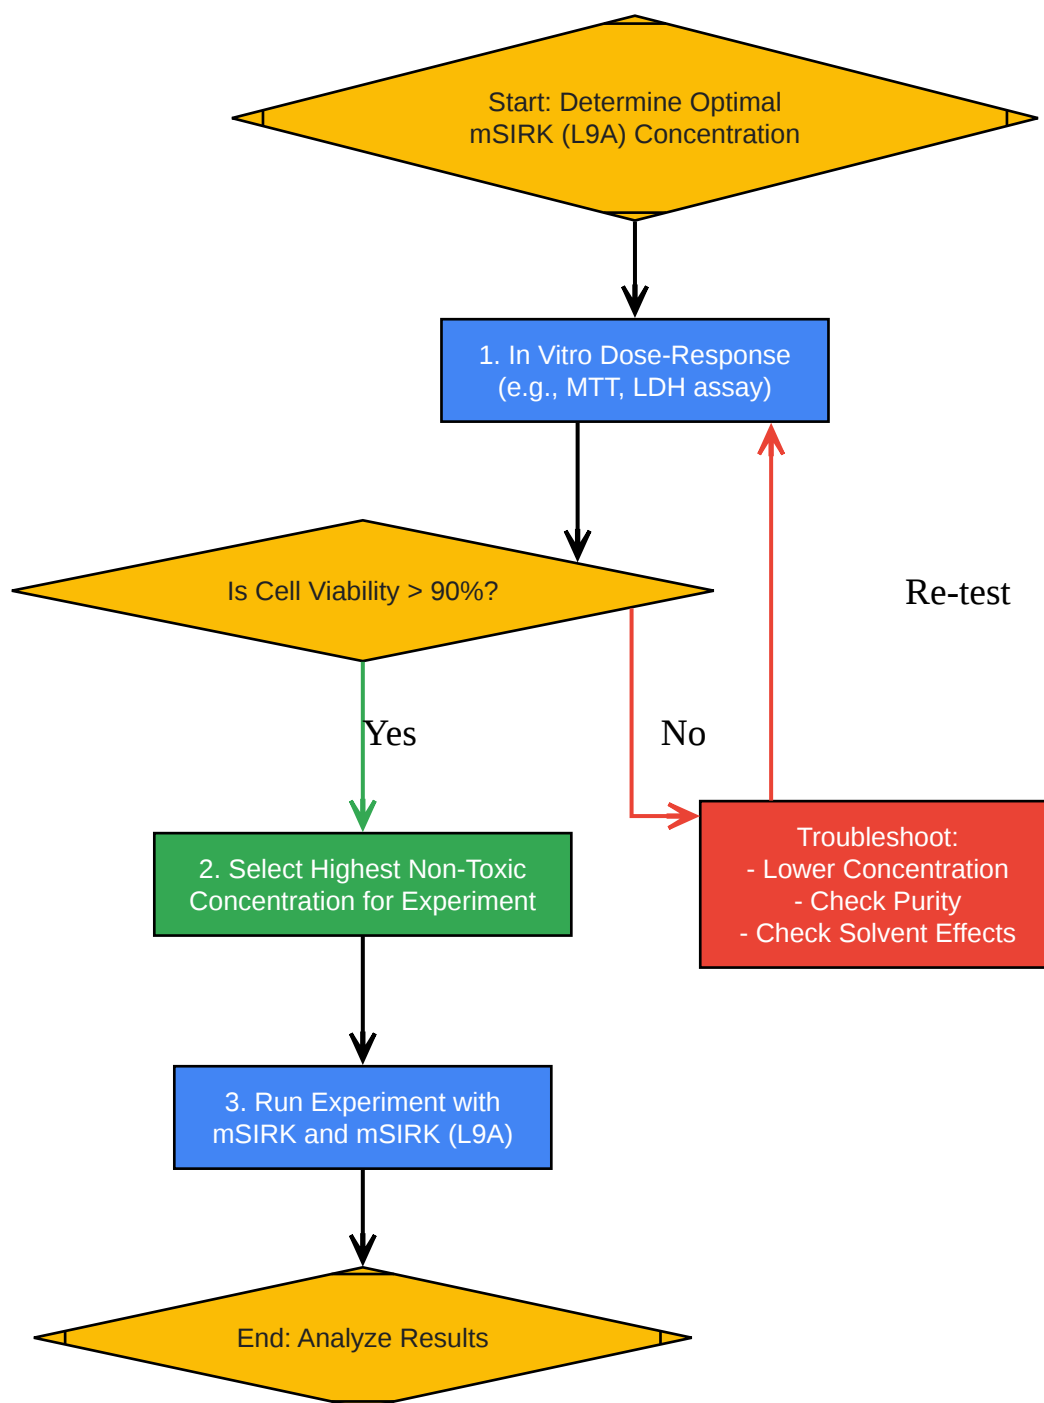 Start: Determine Optimal
mSIRK (L9A) Concentration
1. In Vitro Dose-Response
(e.g., MTT, LDH assay)
Is Cell Viability > 90%?
Re-test
Yes
No
Troubleshoot:
- Lower Concentration
- Check Purity
- Check Solvent Effects
2. Select Highest Non-Toxic
Concentration for Experiment
3. Run Experiment with
mSIRK and mSIRK (L9A)
End: Analyze Results